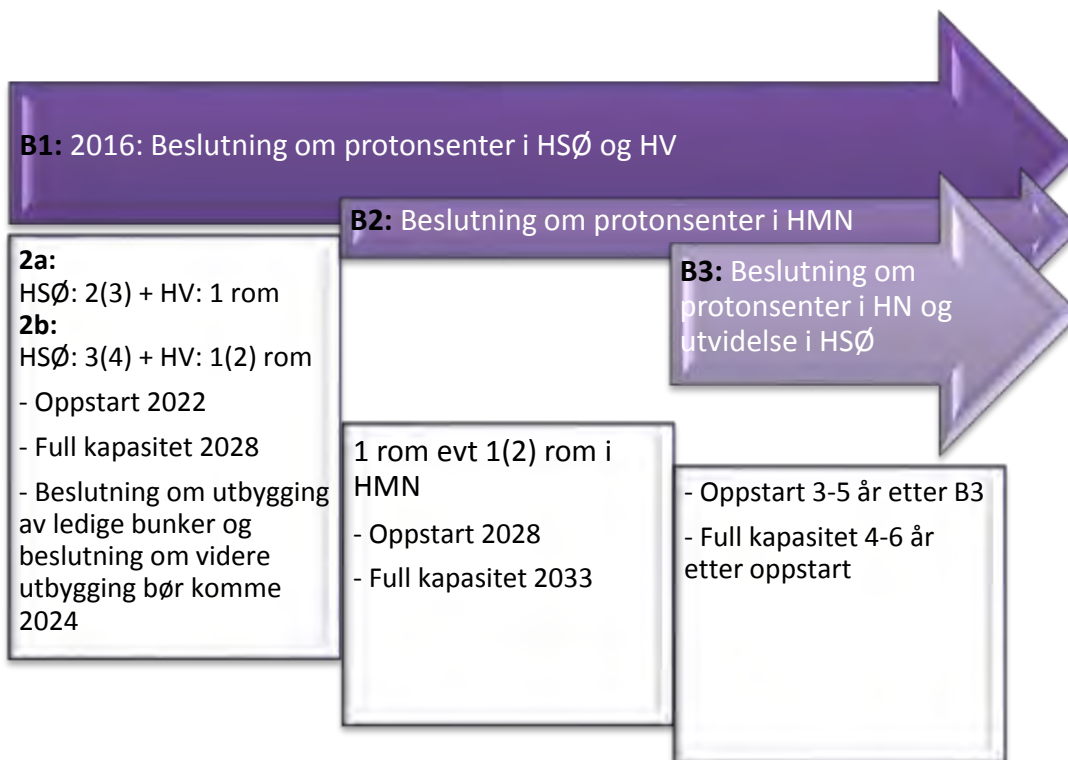 B1: 2016: Beslutning om protonsenter i HSØ og HV
B2: Beslutning om protonsenter i HMN
B3: Beslutning om
protonsenter i HN og
utvidelse i HSØ
2a:
HSØ: 2(3) + HV: 1 rom
2b:
HSØ: 3(4) + HV: 1(2) rom
- Oppstart 2022
- Full kapasitet 2028
- Beslutning om utbygging
av ledige bunker og
beslutning om videre
utbygging bør komme
2024
1 rom evt 1(2) rom i
HMN
- Oppstart 2028
- Full kapasitet 2033
- Oppstart 3-5 år etter B3
- Full kapasitet 4-6 år
etter oppstart